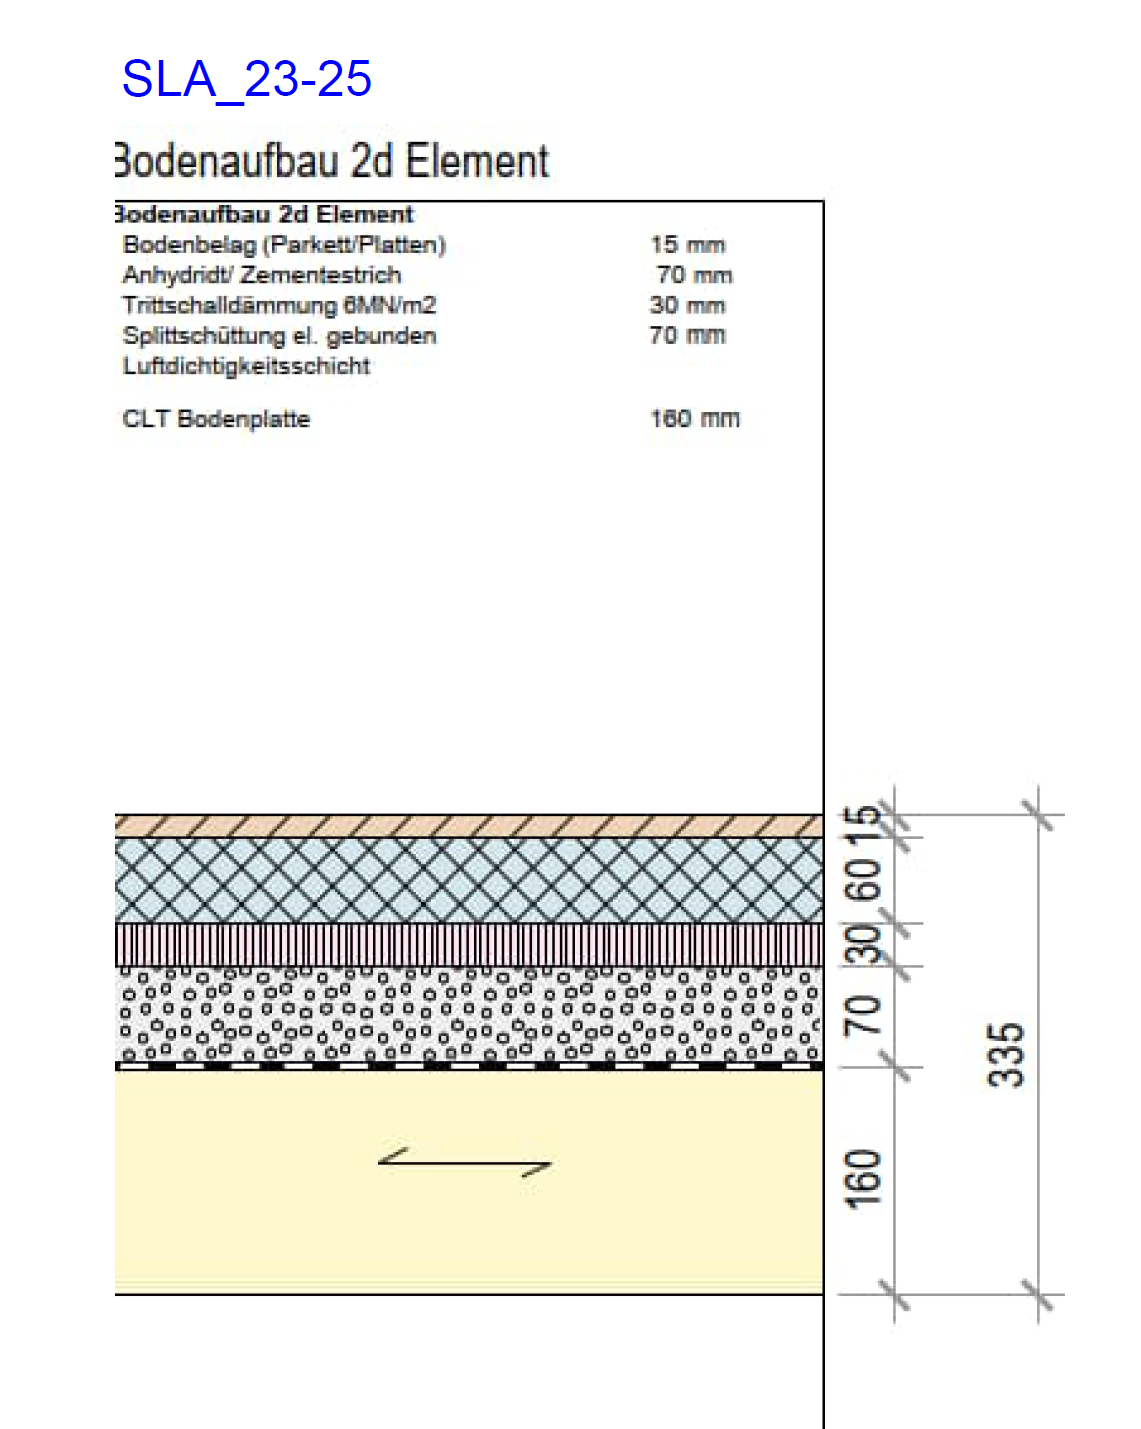 SLA_23-25
Bodenaufbau 2d Element
Bodenaufbau 2d Element
Bodenbelag (Parkett/Platten) 15 mm
Anhydridt/ Zementestrich 70 mm
Trittschalldämmung 6MN/m2 30 mm
Splittschüttung el. gebunden 70 mm
Luftdichtigkeitsschicht
CLT Bodenplatte 160 mm
15
60
30
70
335
160